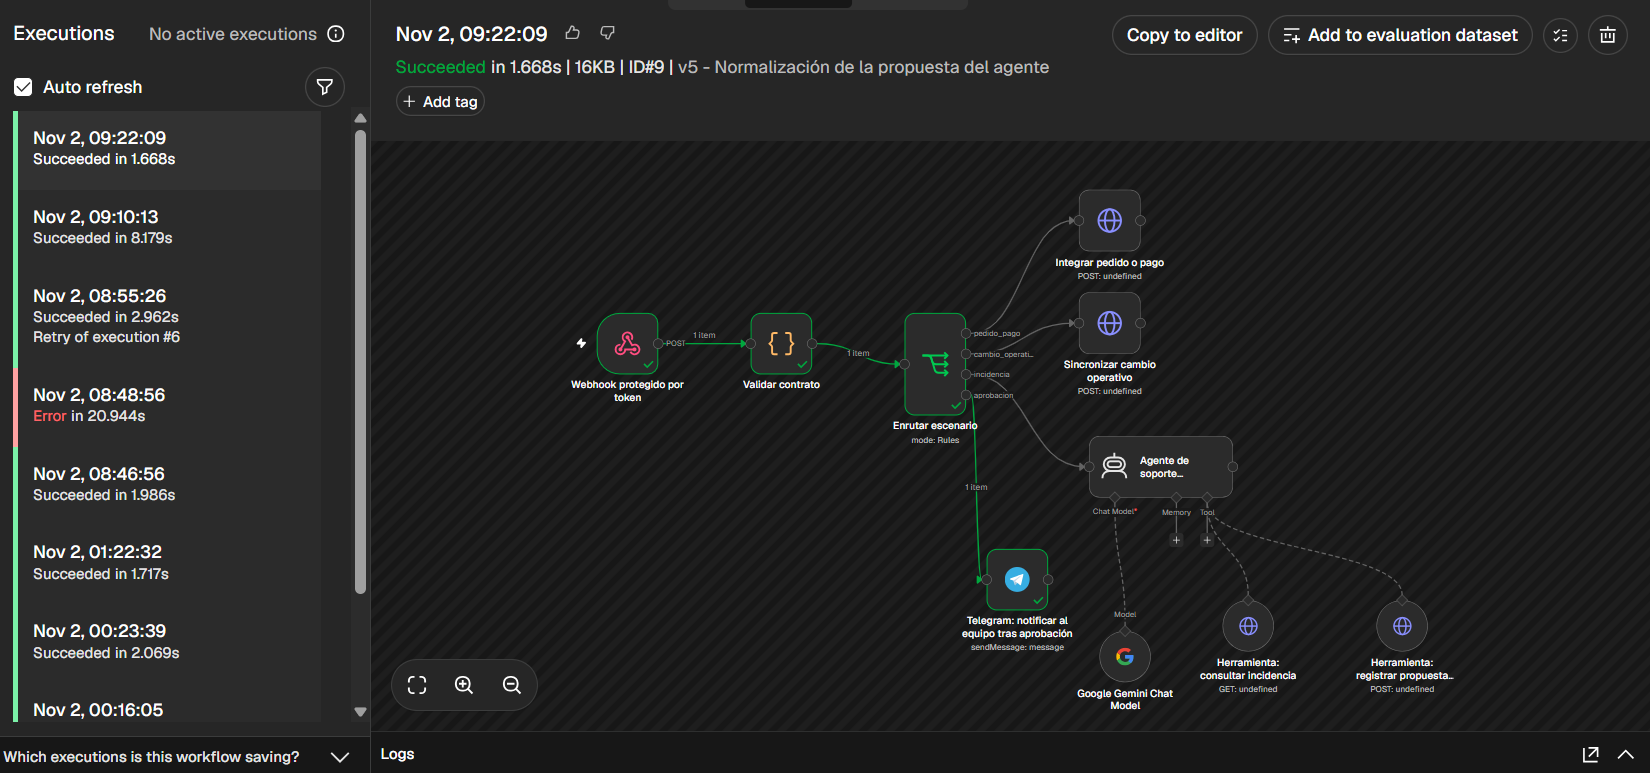 Executions
No active executions
Auto refresh
Nov 2, 09:22:09
Succeeded in 1.668s
Nov 2, 09:10:13
Succeeded in 8.179s
Nov 2, 08:55:26
Succeeded in 2.962s
Retry of execution #6
Nov 2, 08:48:56
Error in 20.944s
Nov 2, 08:46:56
Succeeded in 1.986s
Nov 2, 01:22:32
Succeeded in 1.717s
Nov 2, 00:23:39
Succeeded in 2.069s
Nov 2, 00:16:05
Which executions is this workflow saving?
Nov 2, 09:22:09
Succeeded in 1.668s | 16KB | ID#9 | v5 - Normalización de la propuesta del agente
+ Add tag
Copy to editor
Add to evaluation dataset
Webhook protegido por
token
POST
1 item
Validar contrato
1 item
Enrutar escenario
mode: Rules
pedido_pago
cambio_operati...
incidencia
aprobacion
Integrar pedido o pago
POST: undefined
Sincronizar cambio
operativo
POST: undefined
Agente de
soporte...
Chat Model*
Memory
Tool
1 item
Telegram: notificar al
equipo tras aprobación
sendMessage: message
Model
Google Gemini Chat
Model
Herramienta:
consultar incidencia
GET: undefined
Herramienta:
registrar propuesta...
POST: undefined
Logs